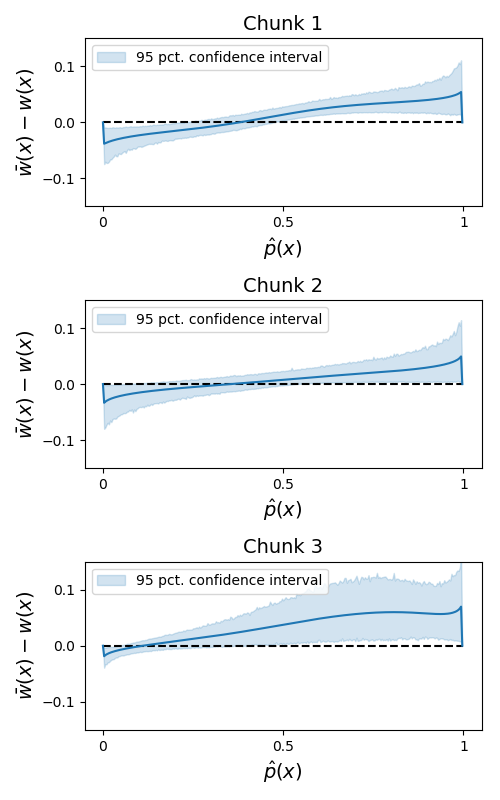 Chunk 1
95 pct. confidence interval
0.1
0.0
−0.1
w̄(x) − w(x)
0
0.5
1
p̂(x)
Chunk 2
95 pct. confidence interval
0.1
0.0
−0.1
w̄(x) − w(x)
0
0.5
1
p̂(x)
Chunk 3
95 pct. confidence interval
0.1
0.0
−0.1
w̄(x) − w(x)
0
0.5
1
p̂(x)